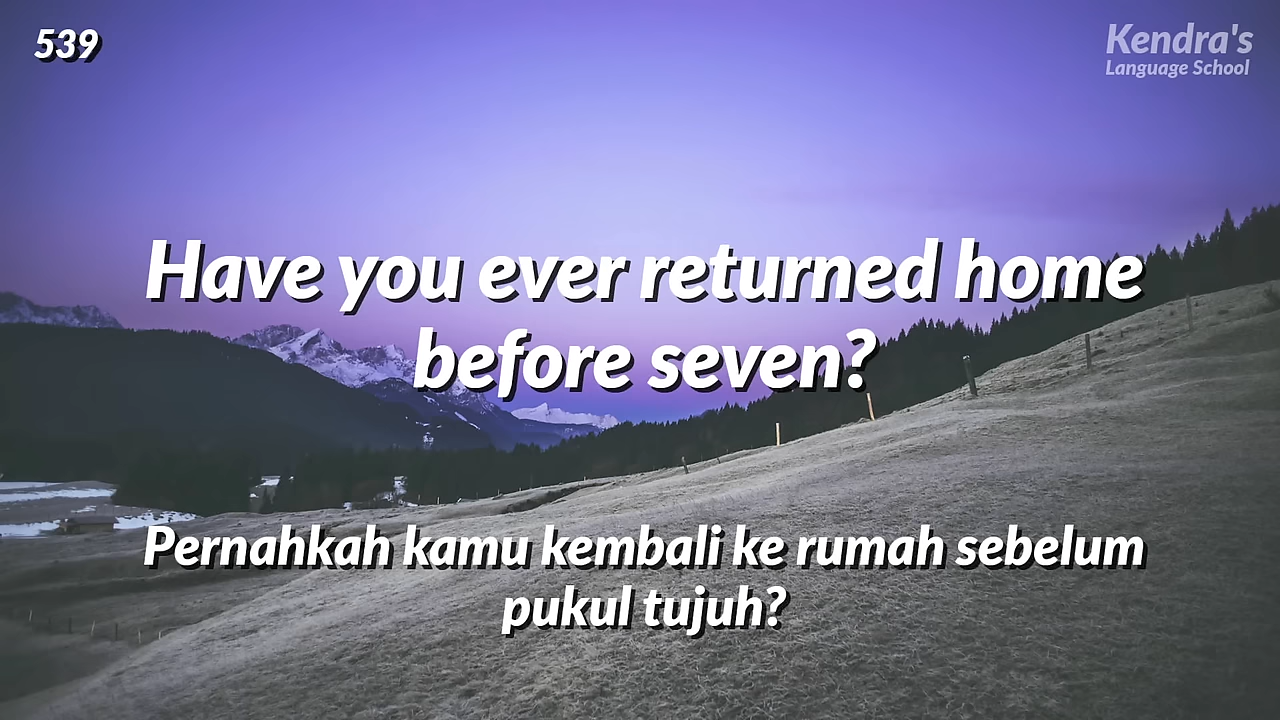 539
Kendra's
Language School
Have you ever returned home
before seven?
Pernahkah kamu kembali ke rumah sebelum
pukul tujuh?